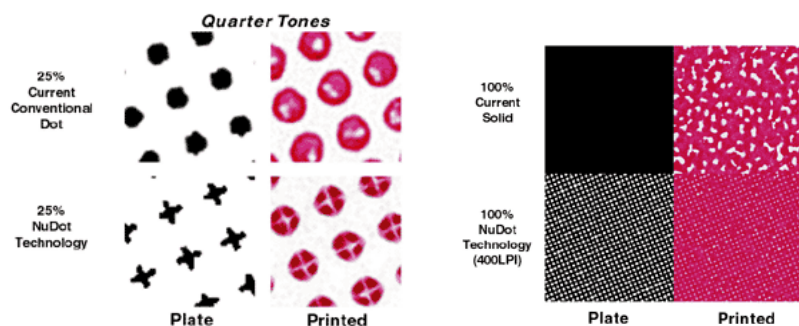 Quarter Tones
25%
Current
Conventional
Dot
25%
NuDot
Technology
Plate
Printed
100%
Current
Solid
100%
NuDot
Technology
(400LPI)
Plate
Printed